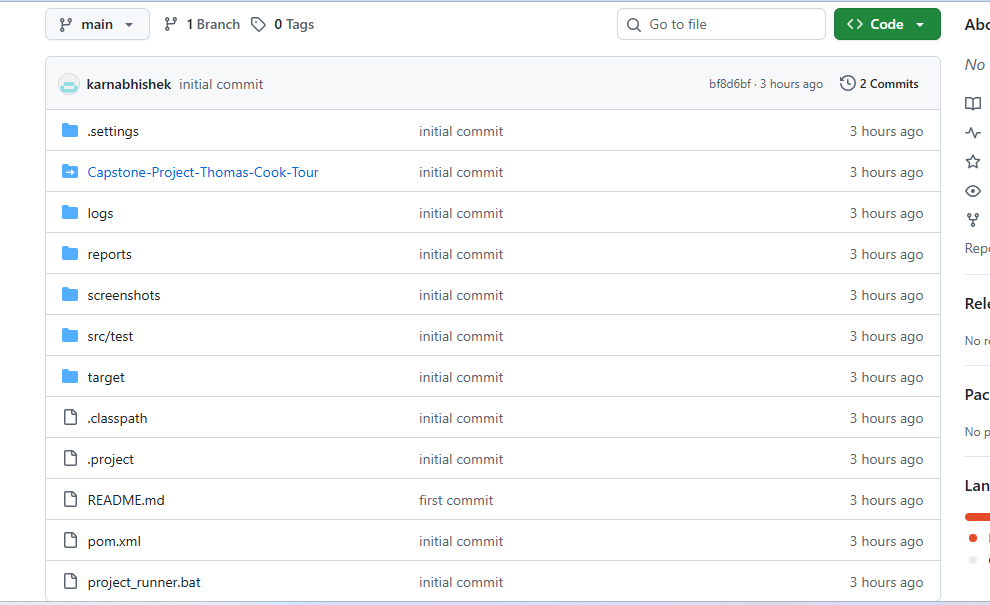 main 1 Branch 0 Tags Go to file Code
karnabhishek initial commit bf8d6bf · 3 hours ago 2 Commits
.settings initial commit 3 hours ago
Capstone-Project-Thomas-Cook-Tour initial commit 3 hours ago
logs initial commit 3 hours ago
reports initial commit 3 hours ago
screenshots initial commit 3 hours ago
src/test initial commit 3 hours ago
target initial commit 3 hours ago
.classpath initial commit 3 hours ago
.project initial commit 3 hours ago
README.md first commit 3 hours ago
pom.xml initial commit 3 hours ago
project_runner.bat initial commit 3 hours ago
No
No
No